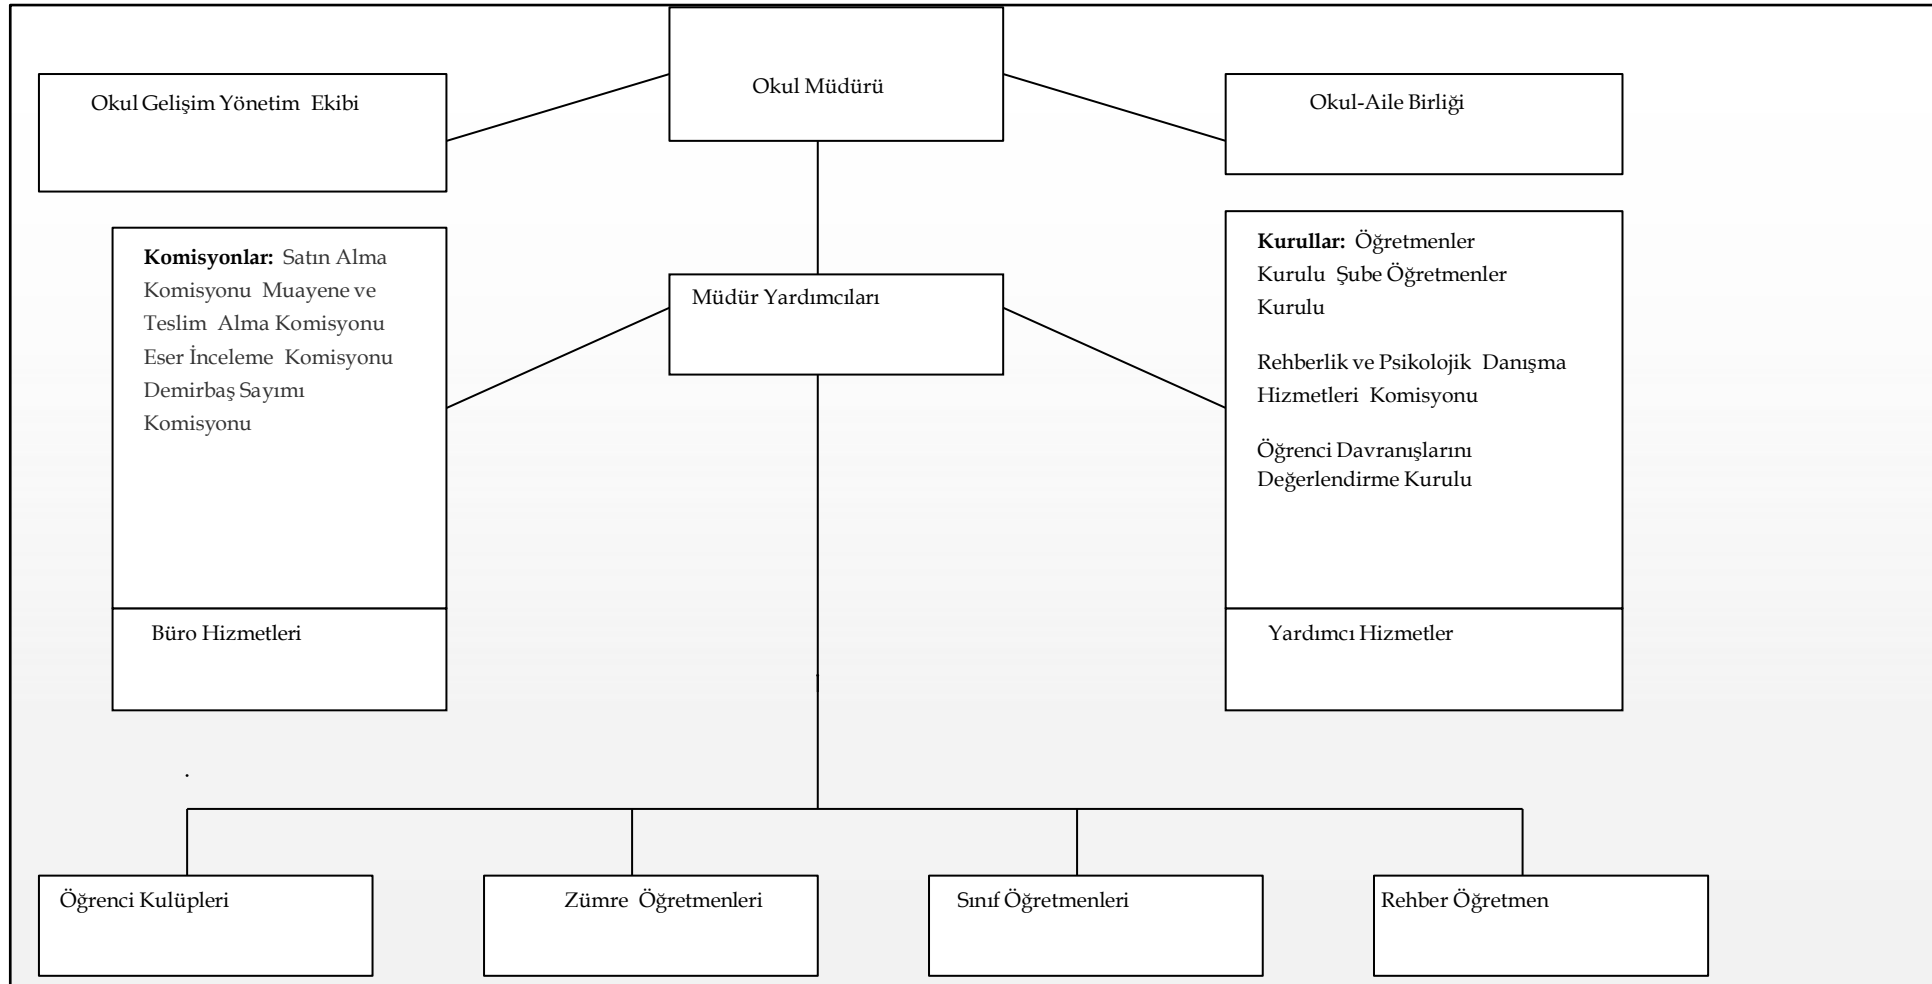 Okul Müdürü
Okul Gelişim Yönetim Ekibi
Okul-Aile Birliği
Komisyonlar: Satın Alma
Komisyonu Muayene ve
Teslim Alma Komisyonu
Eser İnceleme Komisyonu
Demirbaş Sayımı
Komisyonu
Müdür Yardımcıları
Kurullar: Öğretmenler
Kurulu Şube Öğretmenler
Kurulu
Rehberlik ve Psikolojik Danışma
Hizmetleri Komisyonu
Öğrenci Davranışlarını
Değerlendirme Kurulu
Büro Hizmetleri
Yardımcı Hizmetler
.
Öğrenci Kulüpleri
Zümre Öğretmenleri
Sınıf Öğretmenleri
Rehber Öğretmen